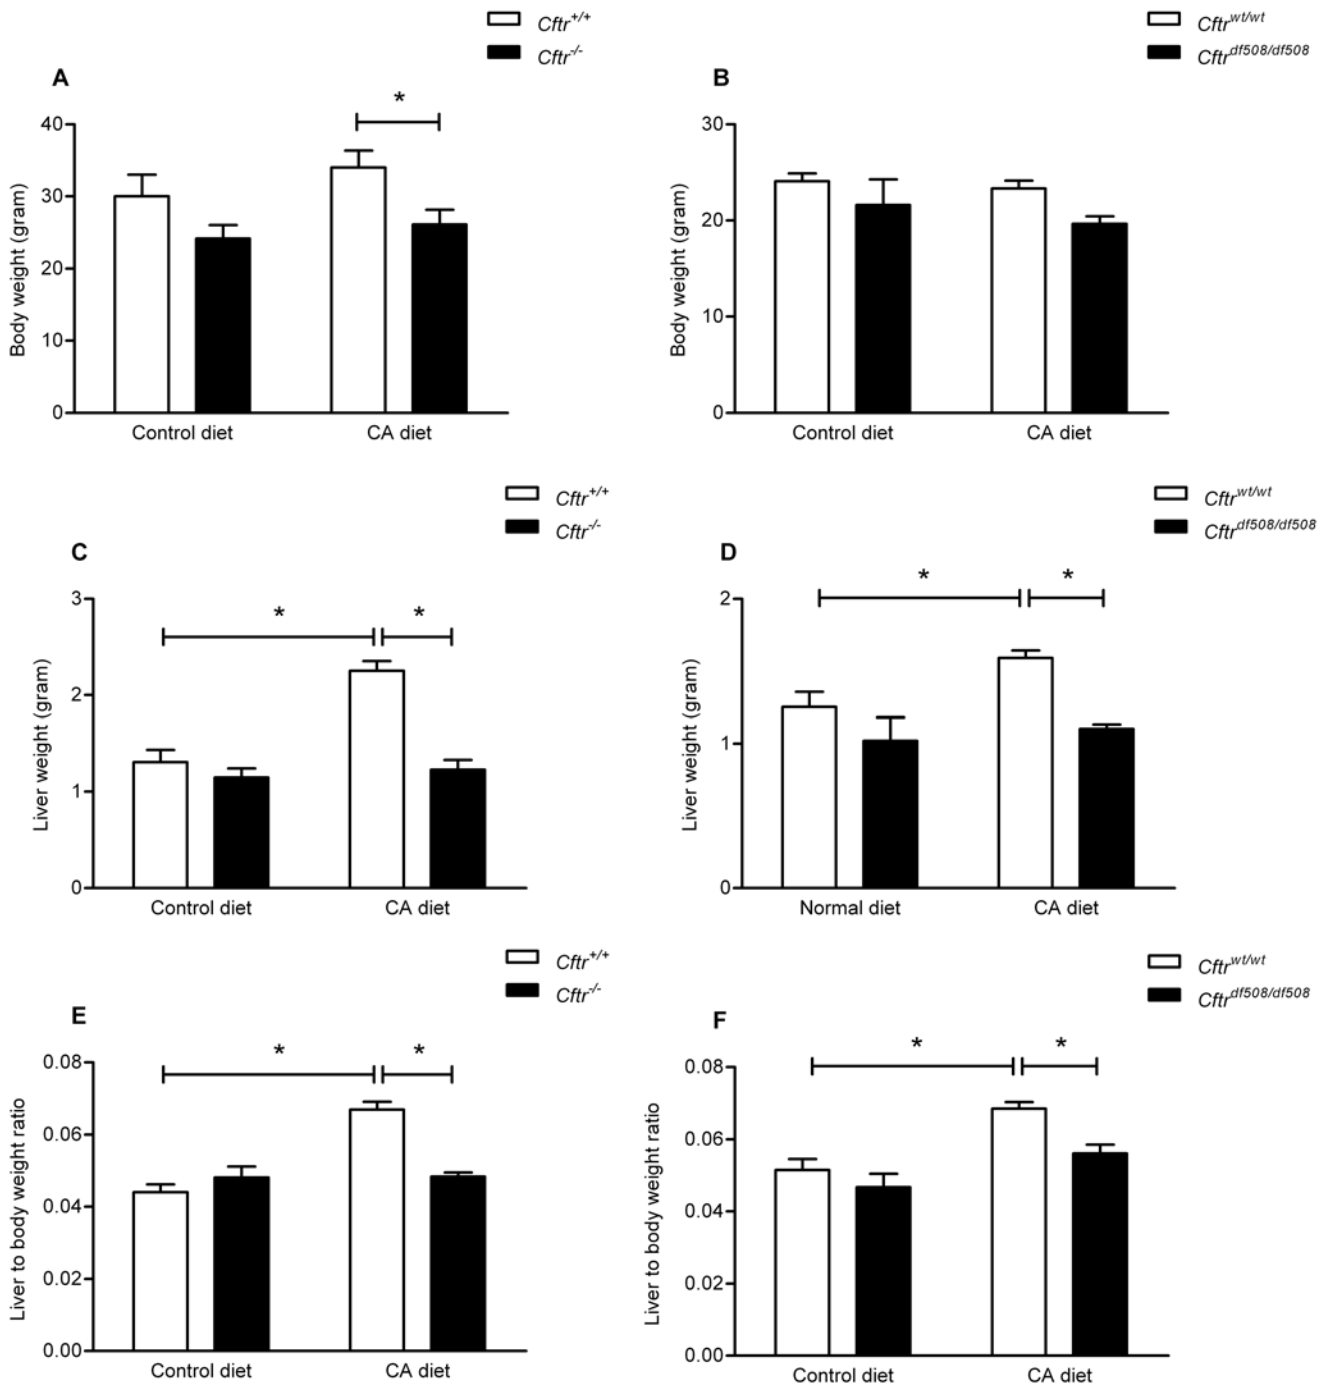 Cftr+/+
Cftr-/-
A
*
40
30
20
10
0
Body weight (gram)
Control diet
CA diet
Cftrwt/wt
Cftrdf508/df508
B
30
20
10
0
Body weight (gram)
Control diet
CA diet
Cftr+/+
Cftr-/-
C
* *
3
2
1
0
Liver weight (gram)
Control diet
CA diet
Cftrwt/wt
Cftrdf508/df508
D
* *
2
1
0
Liver weight (gram)
Normal diet
CA diet
Cftr+/+
Cftr-/-
E
* *
0.08
0.06
0.04
0.02
0.00
Liver to body weight ratio
Control diet
CA diet
Cftrwt/wt
Cftrdf508/df508
F
* *
0.08
0.06
0.04
0.02
0.00
Liver to body weight ratio
Control diet
CA diet